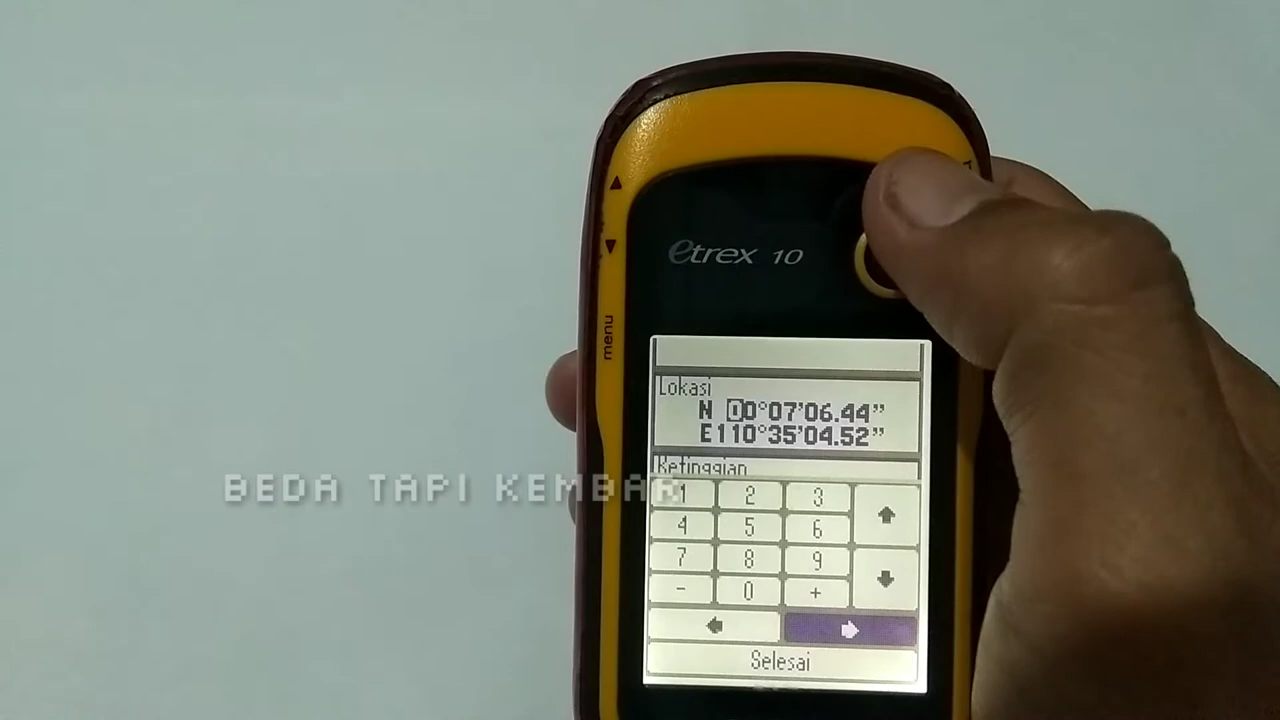 etrex 10
menu
Lokasi
N 00°07'06.44"
E110°35'04.52"
Ketinggian
BEDA TAPI KEMBAR
1 2 3
4 5 6
7 8 9
- 0 +
Selesai